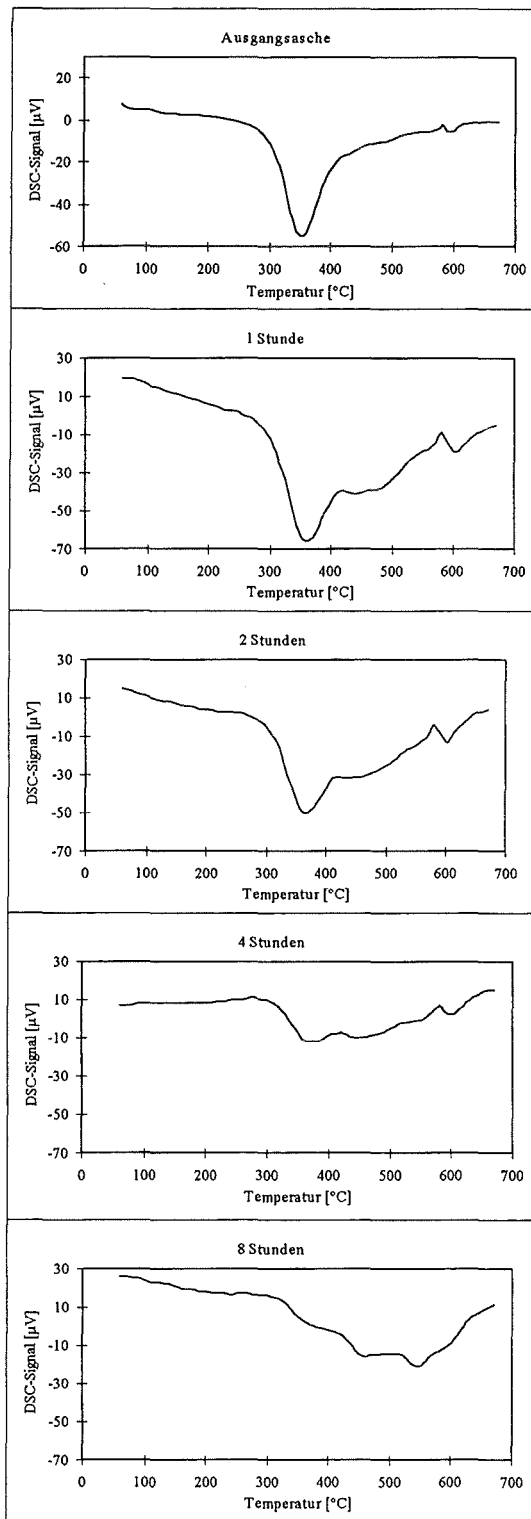 Ausgangsasche
20
0
-20
-40
-60
DSC-Signal [µV]
0 100 200 300 400 500 600 700
Temperatur [°C]
1 Stunde
30
10
-10
-30
-50
-70
DSC-Signal [µV]
0 100 200 300 400 500 600 700
Temperatur [°C]
2 Stunden
30
10
-10
-30
-50
-70
DSC-Signal [µV]
0 100 200 300 400 500 600 700
Temperatur [°C]
4 Stunden
30
10
-10
-30
-50
-70
DSC-Signal [µV]
0 100 200 300 400 500 600 700
Temperatur [°C]
8 Stunden
30
10
-10
-30
-50
-70
DSC-Signal [µV]
0 100 200 300 400 500 600 700
Temperatur [°C]